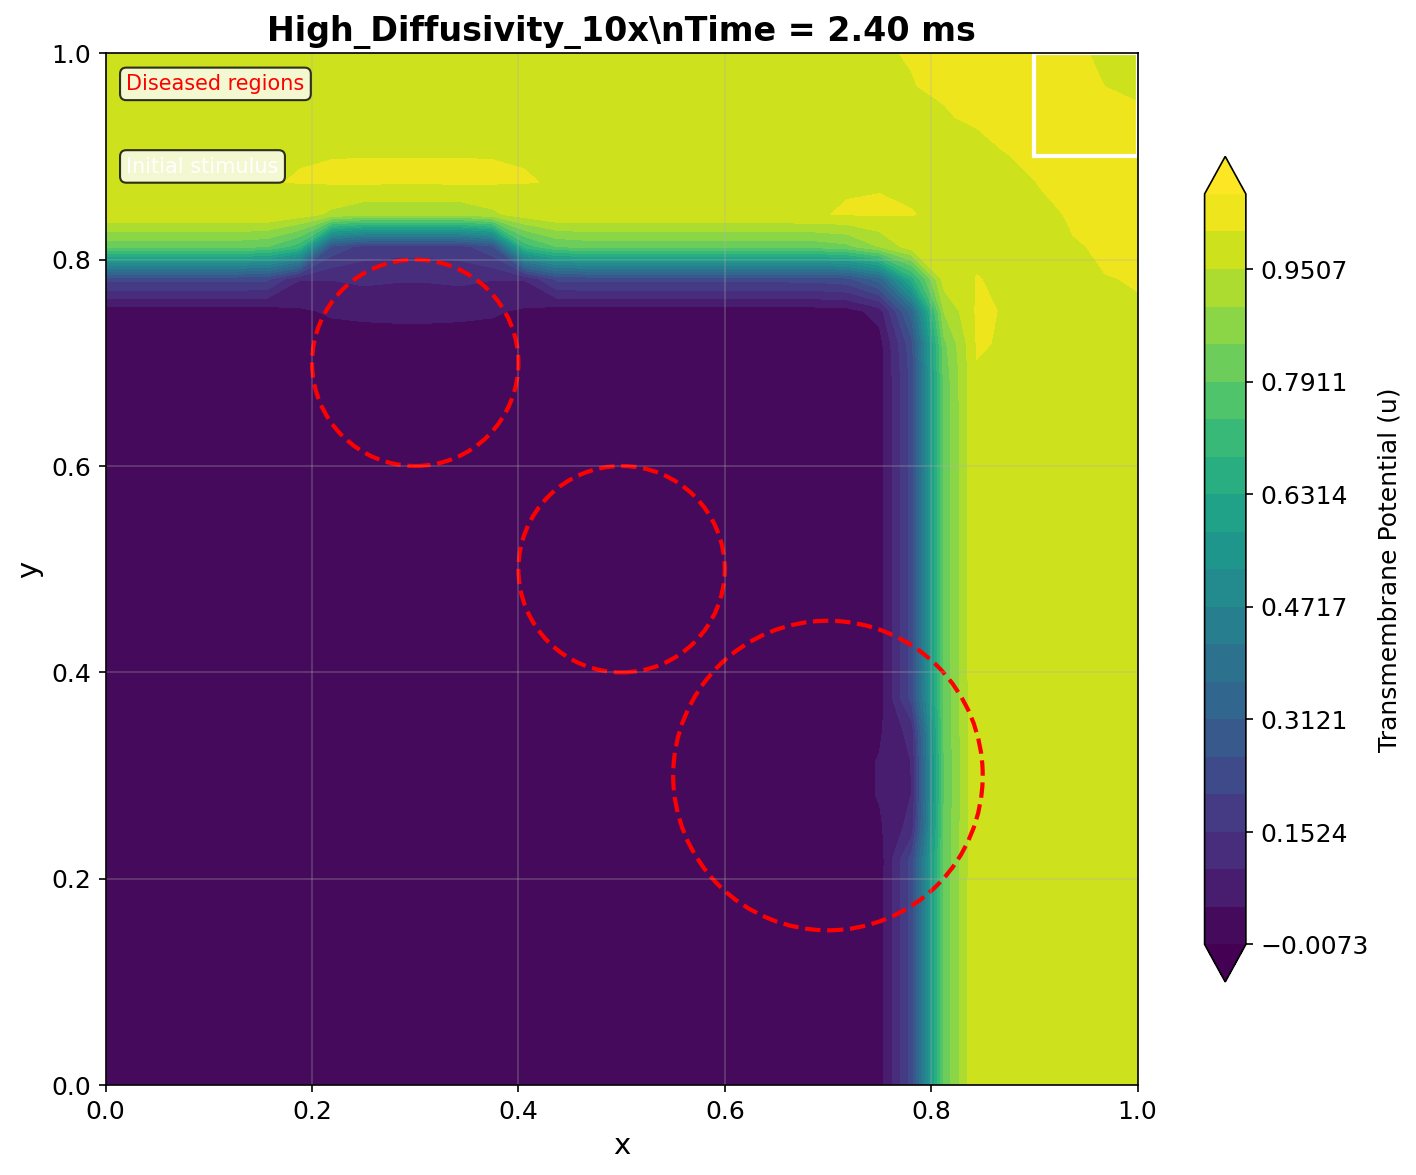 High_Diffusivity_10x\nTime = 2.40 ms
Diseased regions
Initial stimulus
1.0
0.8
0.6
0.4
0.2
0.0
y
0.0 0.2 0.4 0.6 0.8 1.0
x
0.9507
0.7911
0.6314
0.4717
0.3121
0.1524
−0.0073
Transmembrane Potential (u)